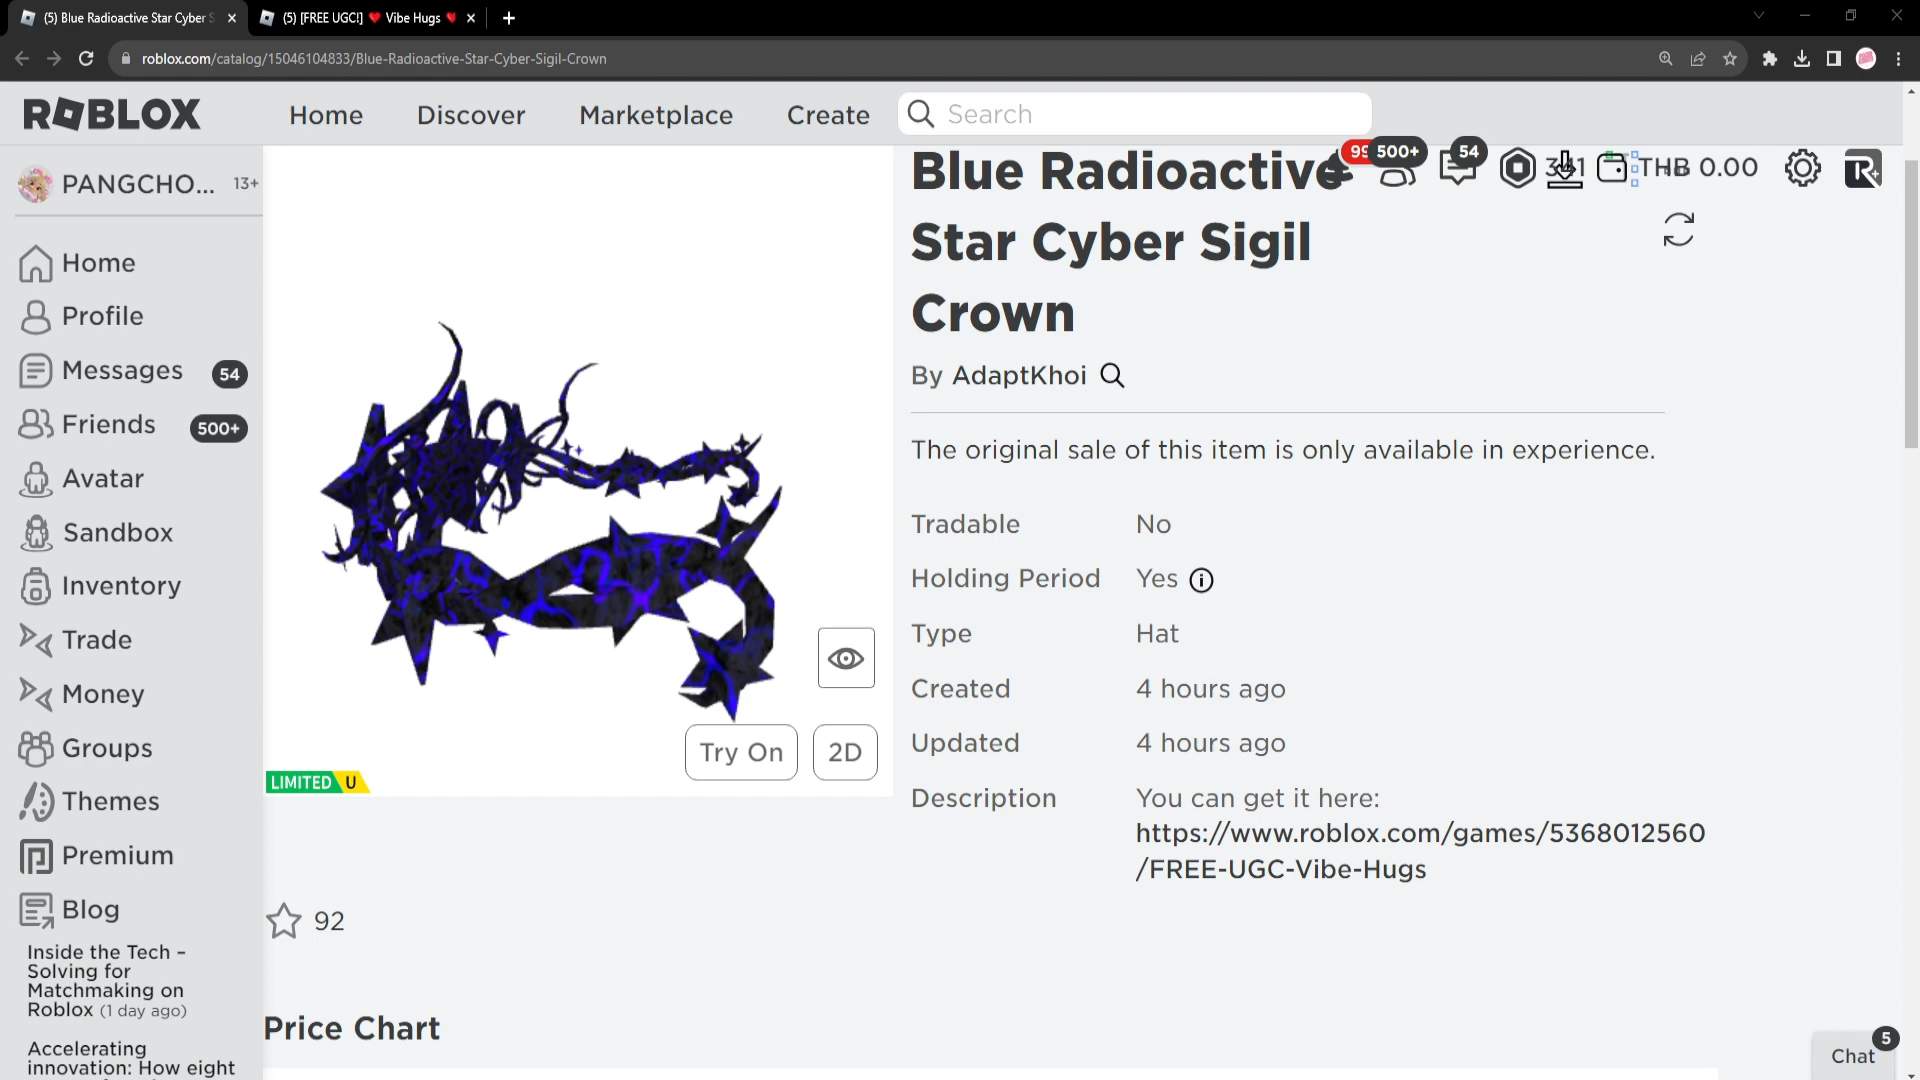 (5) Blue Radioactive Star Cyber S
(5) [FREE UGC!] ❤️ Vibe Hugs ❤️
roblox.com/catalog/15046104833/Blue-Radioactive-Star-Cyber-Sigil-Crown
ROBLOX
Home
Discover
Marketplace
Create
Search
99
500+
54
THB 0.00
PANGCHO...
13+
Home
Profile
Messages
54
Friends
500+
Avatar
Sandbox
Inventory
Trade
Money
Groups
Themes
Premium
Blog
Inside the Tech –
Solving for
Matchmaking on
Roblox (1 day ago)
Accelerating
innovation: How eight
Try On
2D
LIMITED U
92
Price Chart
Blue Radioactive
Star Cyber Sigil
Crown
By AdaptKhoi
The original sale of this item is only available in experience.
Tradable No
Holding Period Yes
Type Hat
Created 4 hours ago
Updated 4 hours ago
Description You can get it here:
https://www.roblox.com/games/5368012560
/FREE-UGC-Vibe-Hugs
Chat
5